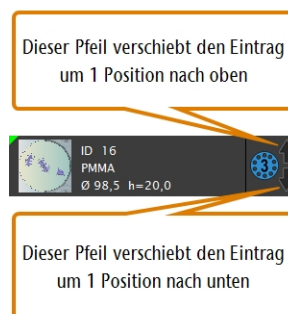 Dieser Pfeil verschiebt den Eintrag
um 1 Position nach oben
ID 16
PMMA
Ø 98,5 h=20,0
3
Dieser Pfeil verschiebt den Eintrag
um 1 Position nach unten